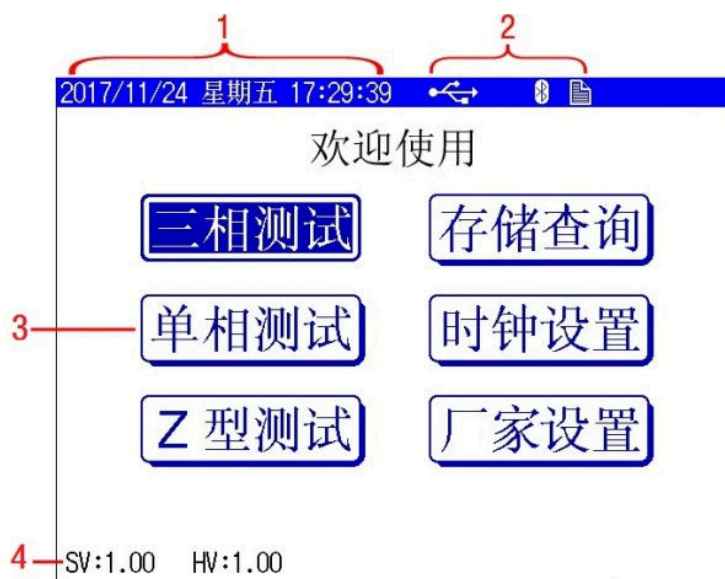 1
2
2017/11/24 星期五 17:29:39
欢迎使用
三相测试 存储查询
3 单相测试 时钟设置
Z 型测试 厂家设置
4 SV:1.00 HV:1.00